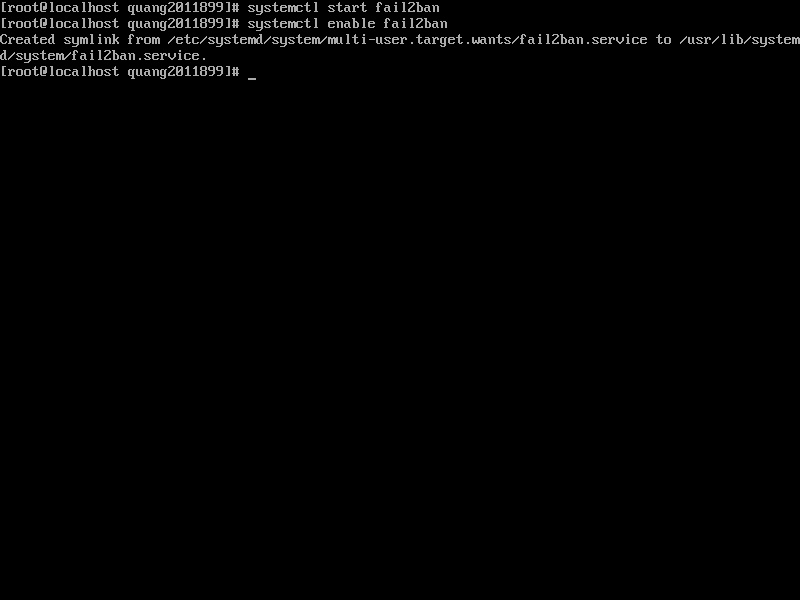 [root@localhost quang2011899]# systemctl start fail2ban
[root@localhost quang2011899]# systemctl enable fail2ban
Created symlink from /etc/systemd/system/multi-user.target.wants/fail2ban.service to /usr/lib/system
d/system/fail2ban.service.
[root@localhost quang2011899]# _